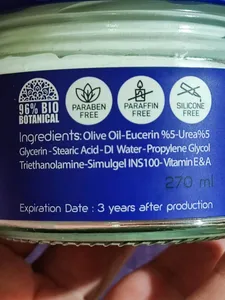 96% BIO
BOTANICAL
PARABEN
FREE
PARAFFIN
FREE
SILICONE
FREE
Ingredients: Olive Oil-Eucerin %5-Urea%5
Glycerin - Stearic Acid-DI Water-Propylene Glycol
Triethanolamine-Simulgel INS100-Vitamin E & A
270 ml
Expiration Date : 3 years after production